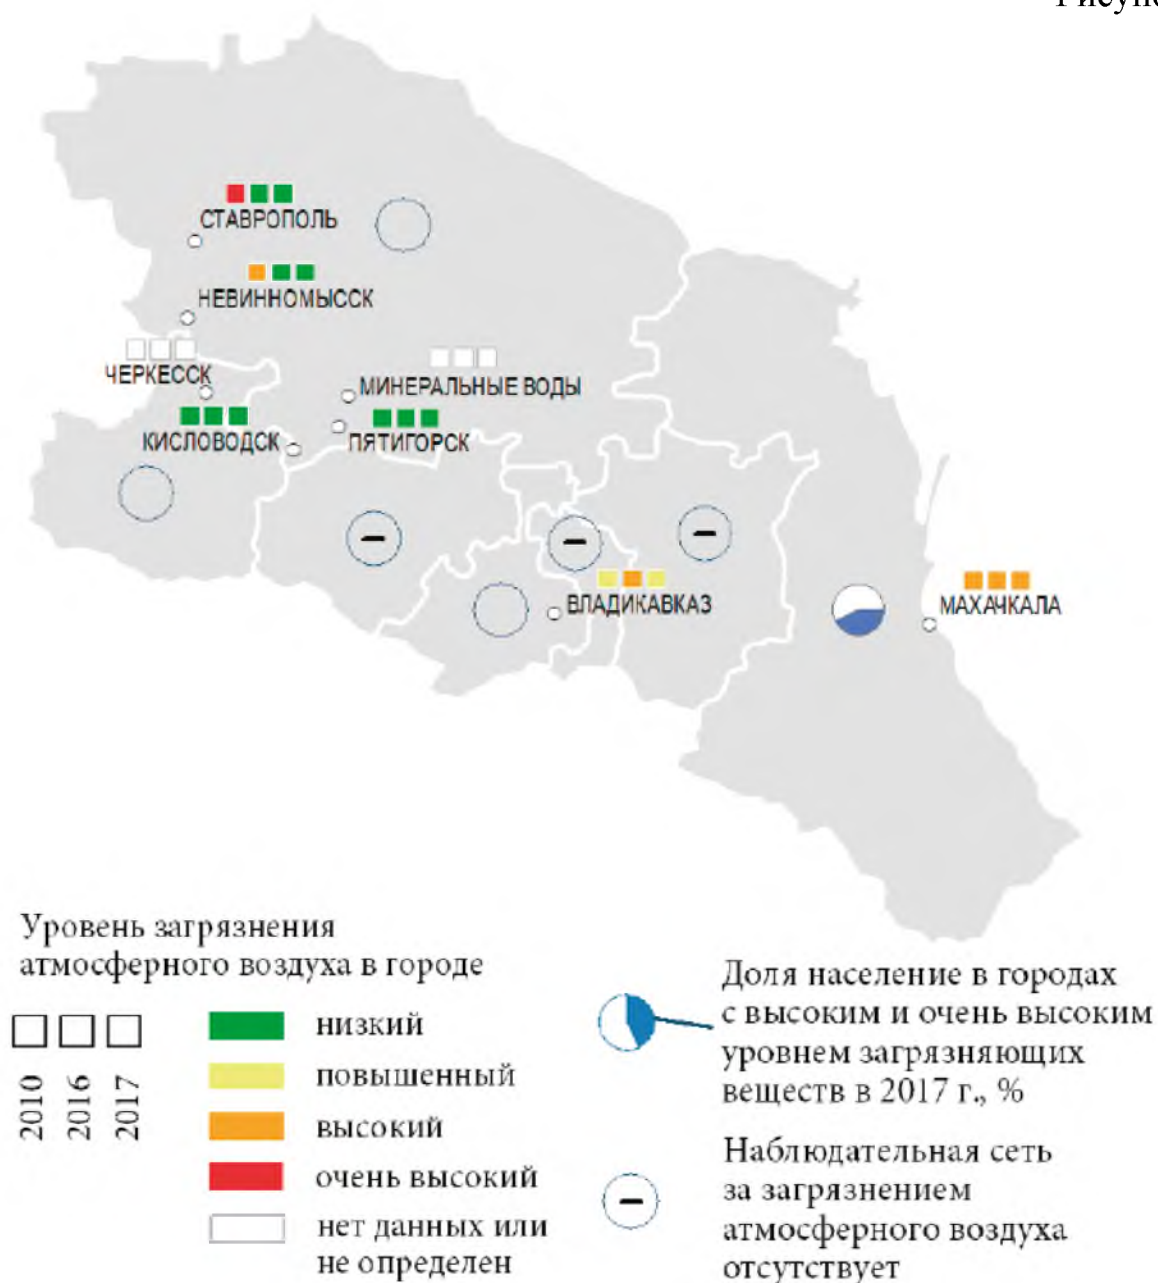 СТАВРОПОЛЬ
НЕВИННОМЫССК
ЧЕРКЕССК
МИНЕРАЛЬНЫЕ ВОДЫ
КИСЛОВОДСК
ПЯТИГОРСК
ВЛАДИКАВКАЗ
МАХАЧКАЛА
Уровень загрязнения
атмосферного воздуха в городе
2010
2016
2017
низкий
повышенный
высокий
очень высокий
нет данных или
не определен
Доля население в городах
с высоким и очень высоким
уровнем загрязняющих
веществ в 2017 г., %
Наблюдательная сеть
за загрязнением
атмосферного воздуха
отсутствует